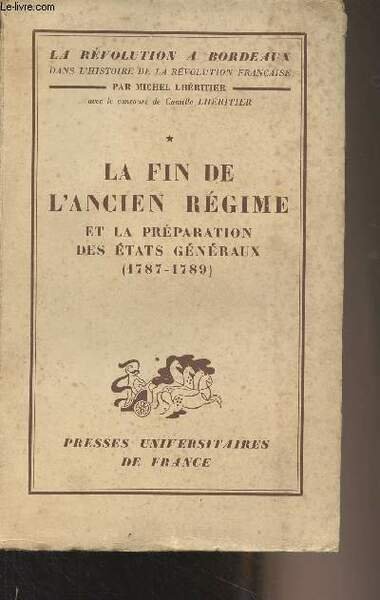 LA RÉVOLUTION A BORDEAUX
DANS L'HISTOIRE DE LA RÉVOLUTION FRANÇAISE
PAR MICHEL LHÉRITIER
avec le concours de Camille LHÉRITIER
*
LA FIN DE
L'ANCIEN RÉGIME
ET LA PRÉPARATION
DES ÉTATS GÉNÉRAUX
(1787-1789)
PRESSES UNIVERSITAIRES
DE FRANCE
le-livre.com